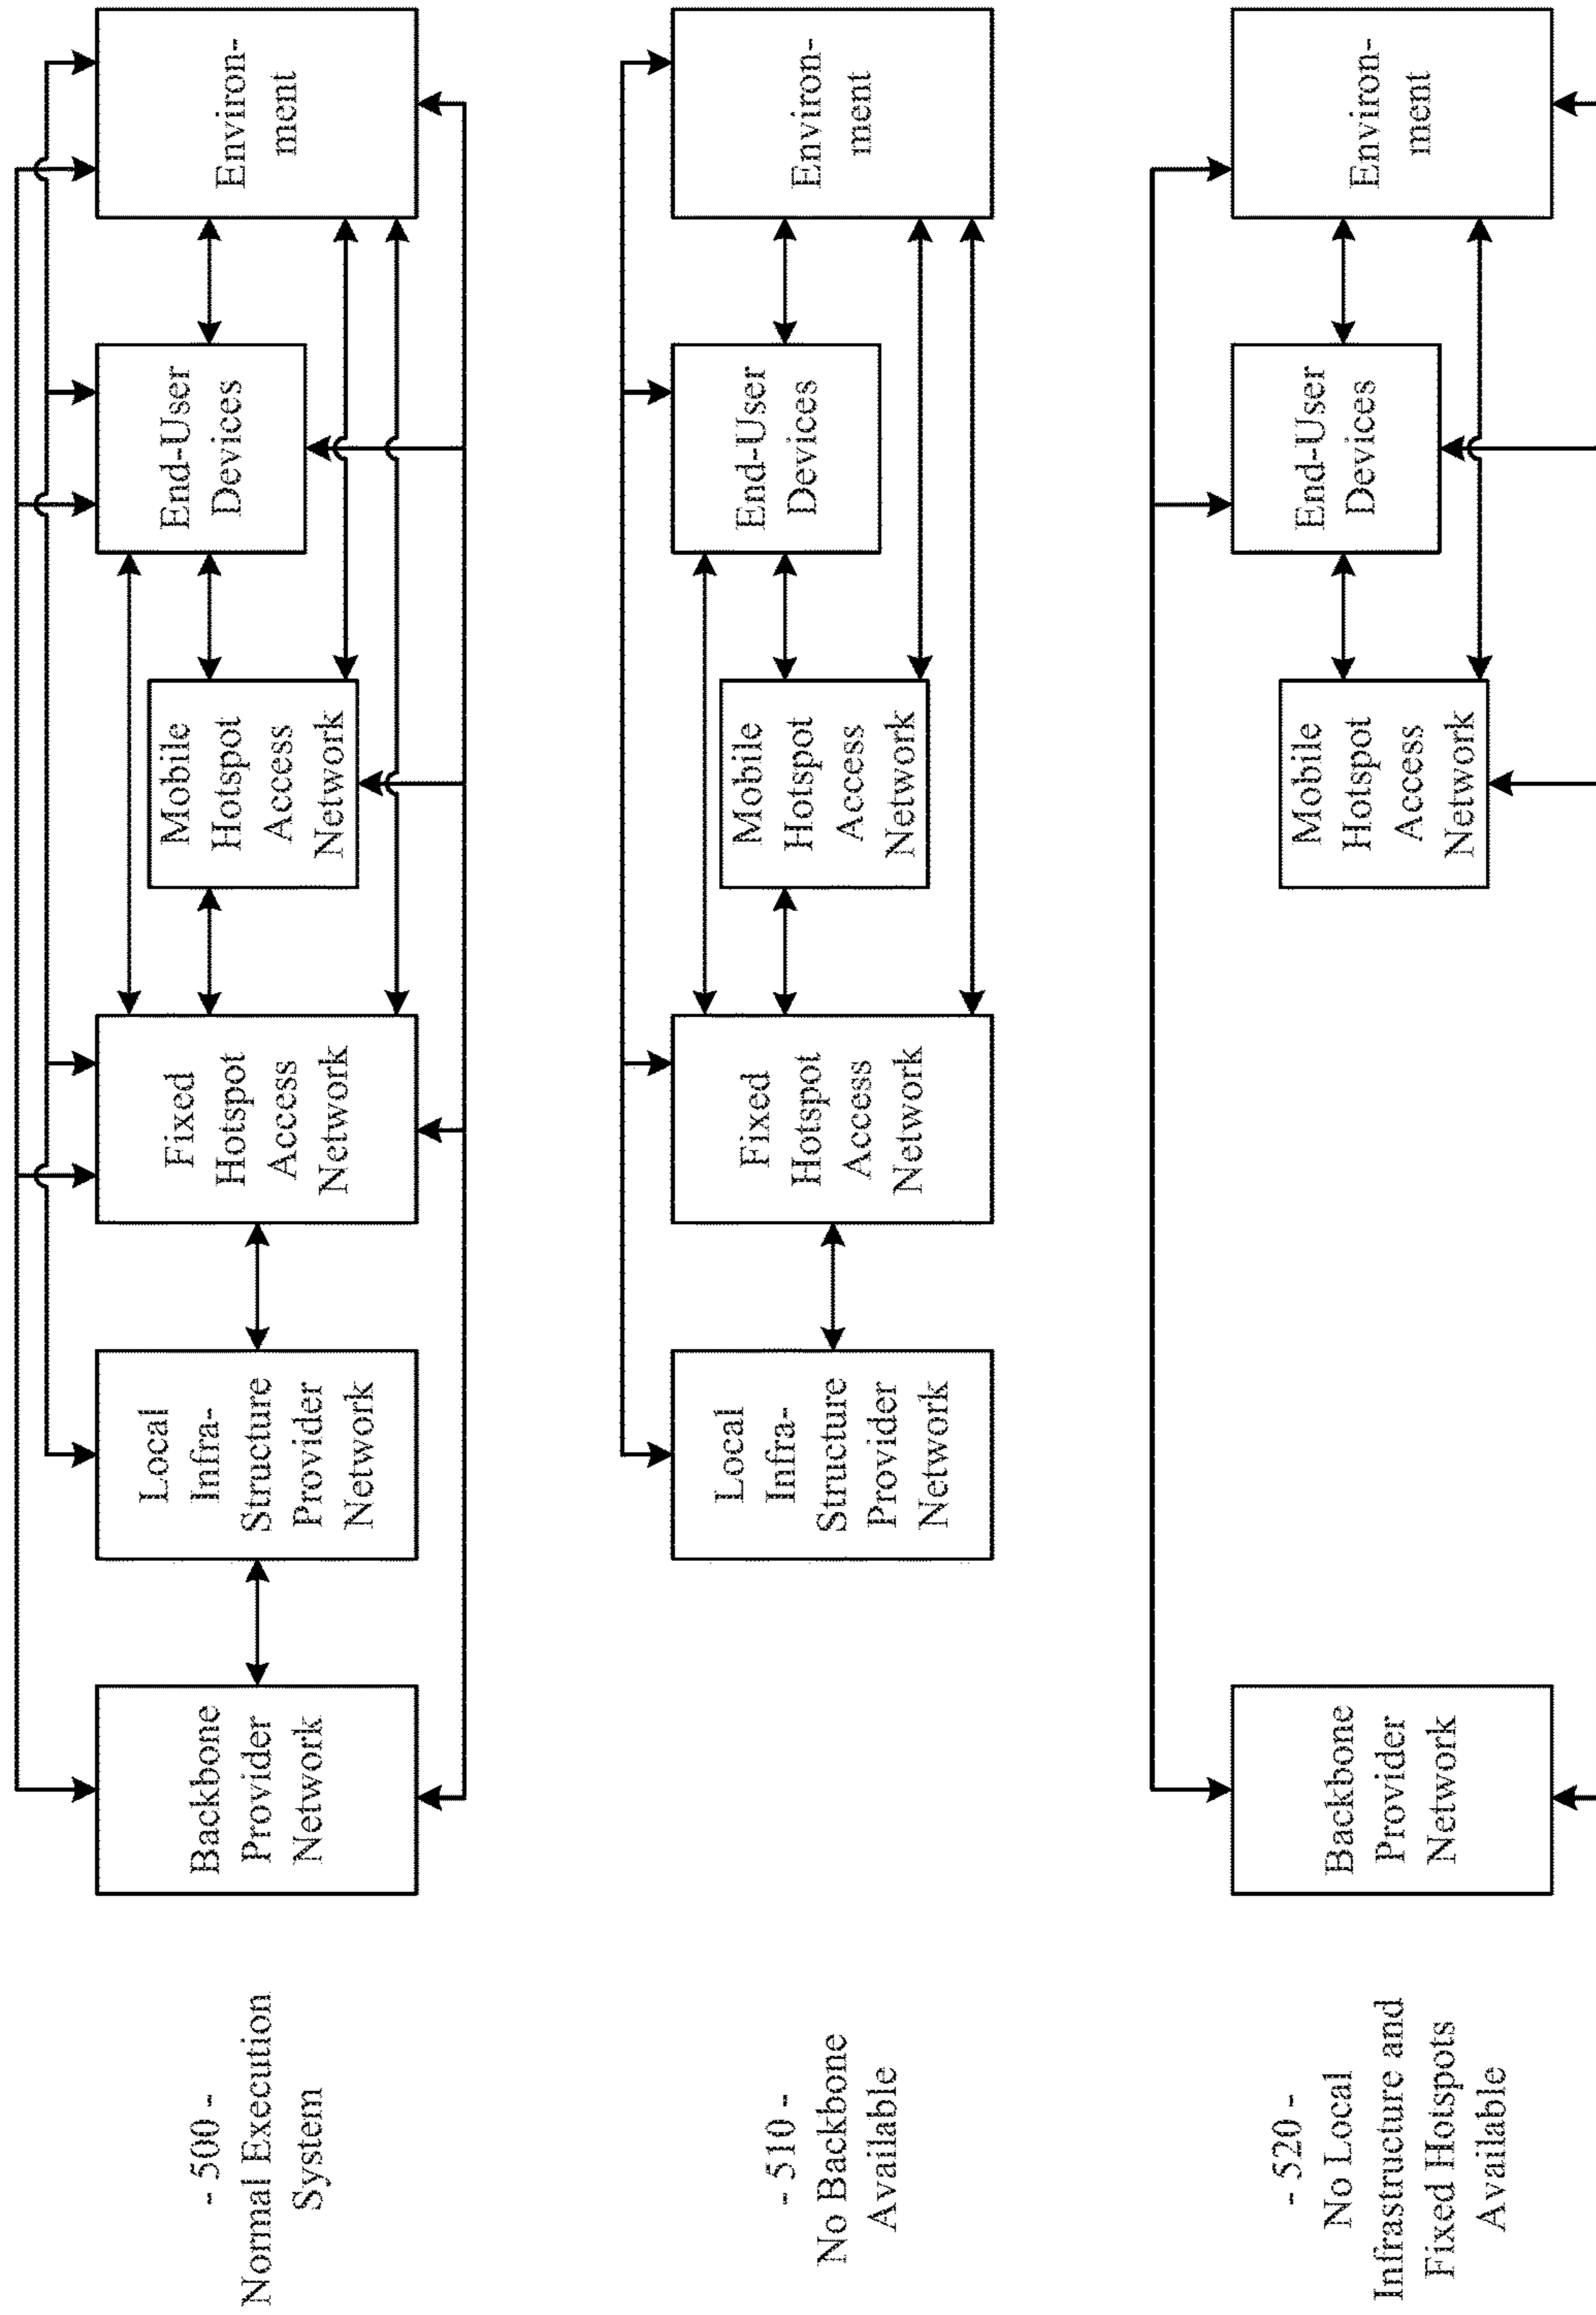 - 500 -
Normal Execution
System
Backbone
Provider
Network
Local
Infra-
Structure
Provider
Network
Fixed
Hotspot
Access
Network
Mobile
Hotspot
Access
Network
End-User
Devices
Environ-
ment
- 510 -
No Backbone
Available
Local
Infra-
Structure
Provider
Network
Fixed
Hotspot
Access
Network
Mobile
Hotspot
Access
Network
End-User
Devices
Environ-
ment
- 520 -
No Local
Infrastructure and
Fixed Hotspots
Available
Backbone
Provider
Network
Mobile
Hotspot
Access
Network
End-User
Devices
Environ-
ment